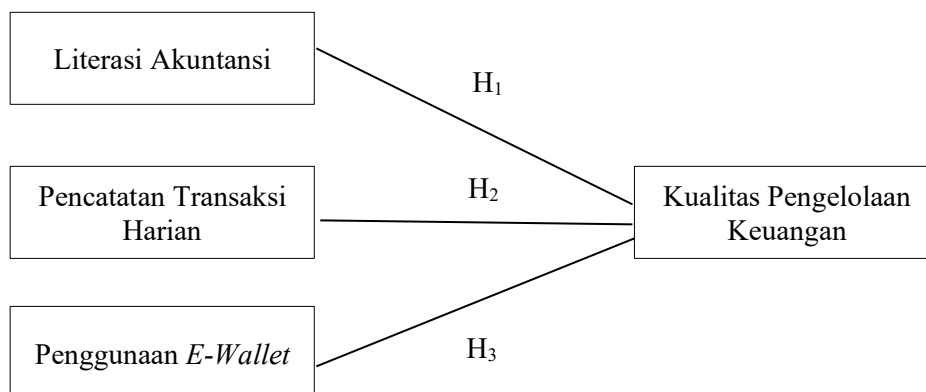 Literasi Akuntansi
H₁
Pencatatan Transaksi
Harian
H₂
Kualitas Pengelolaan
Keuangan
Penggunaan E-Wallet
H₃